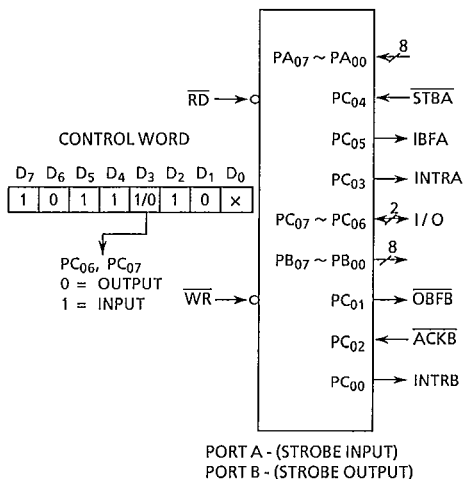 PA07 ~ PA00 8
RD PC04 STBA
PC05 IBFA
CONTROL WORD
PC03 INTRA
D7 D6 D5 D4 D3 D2 D1 D0
1 0 1 1 1/0 1 0 ×
PC07 ~ PC06 2 I/O
PB07 ~ PB00 8
PC06, PC07
0 = OUTPUT
1 = INPUT
WR PC01 OBFB
PC02 ACKB
PC00 INTRB
PORT A - (STROBE INPUT)
PORT B - (STROBE OUTPUT)